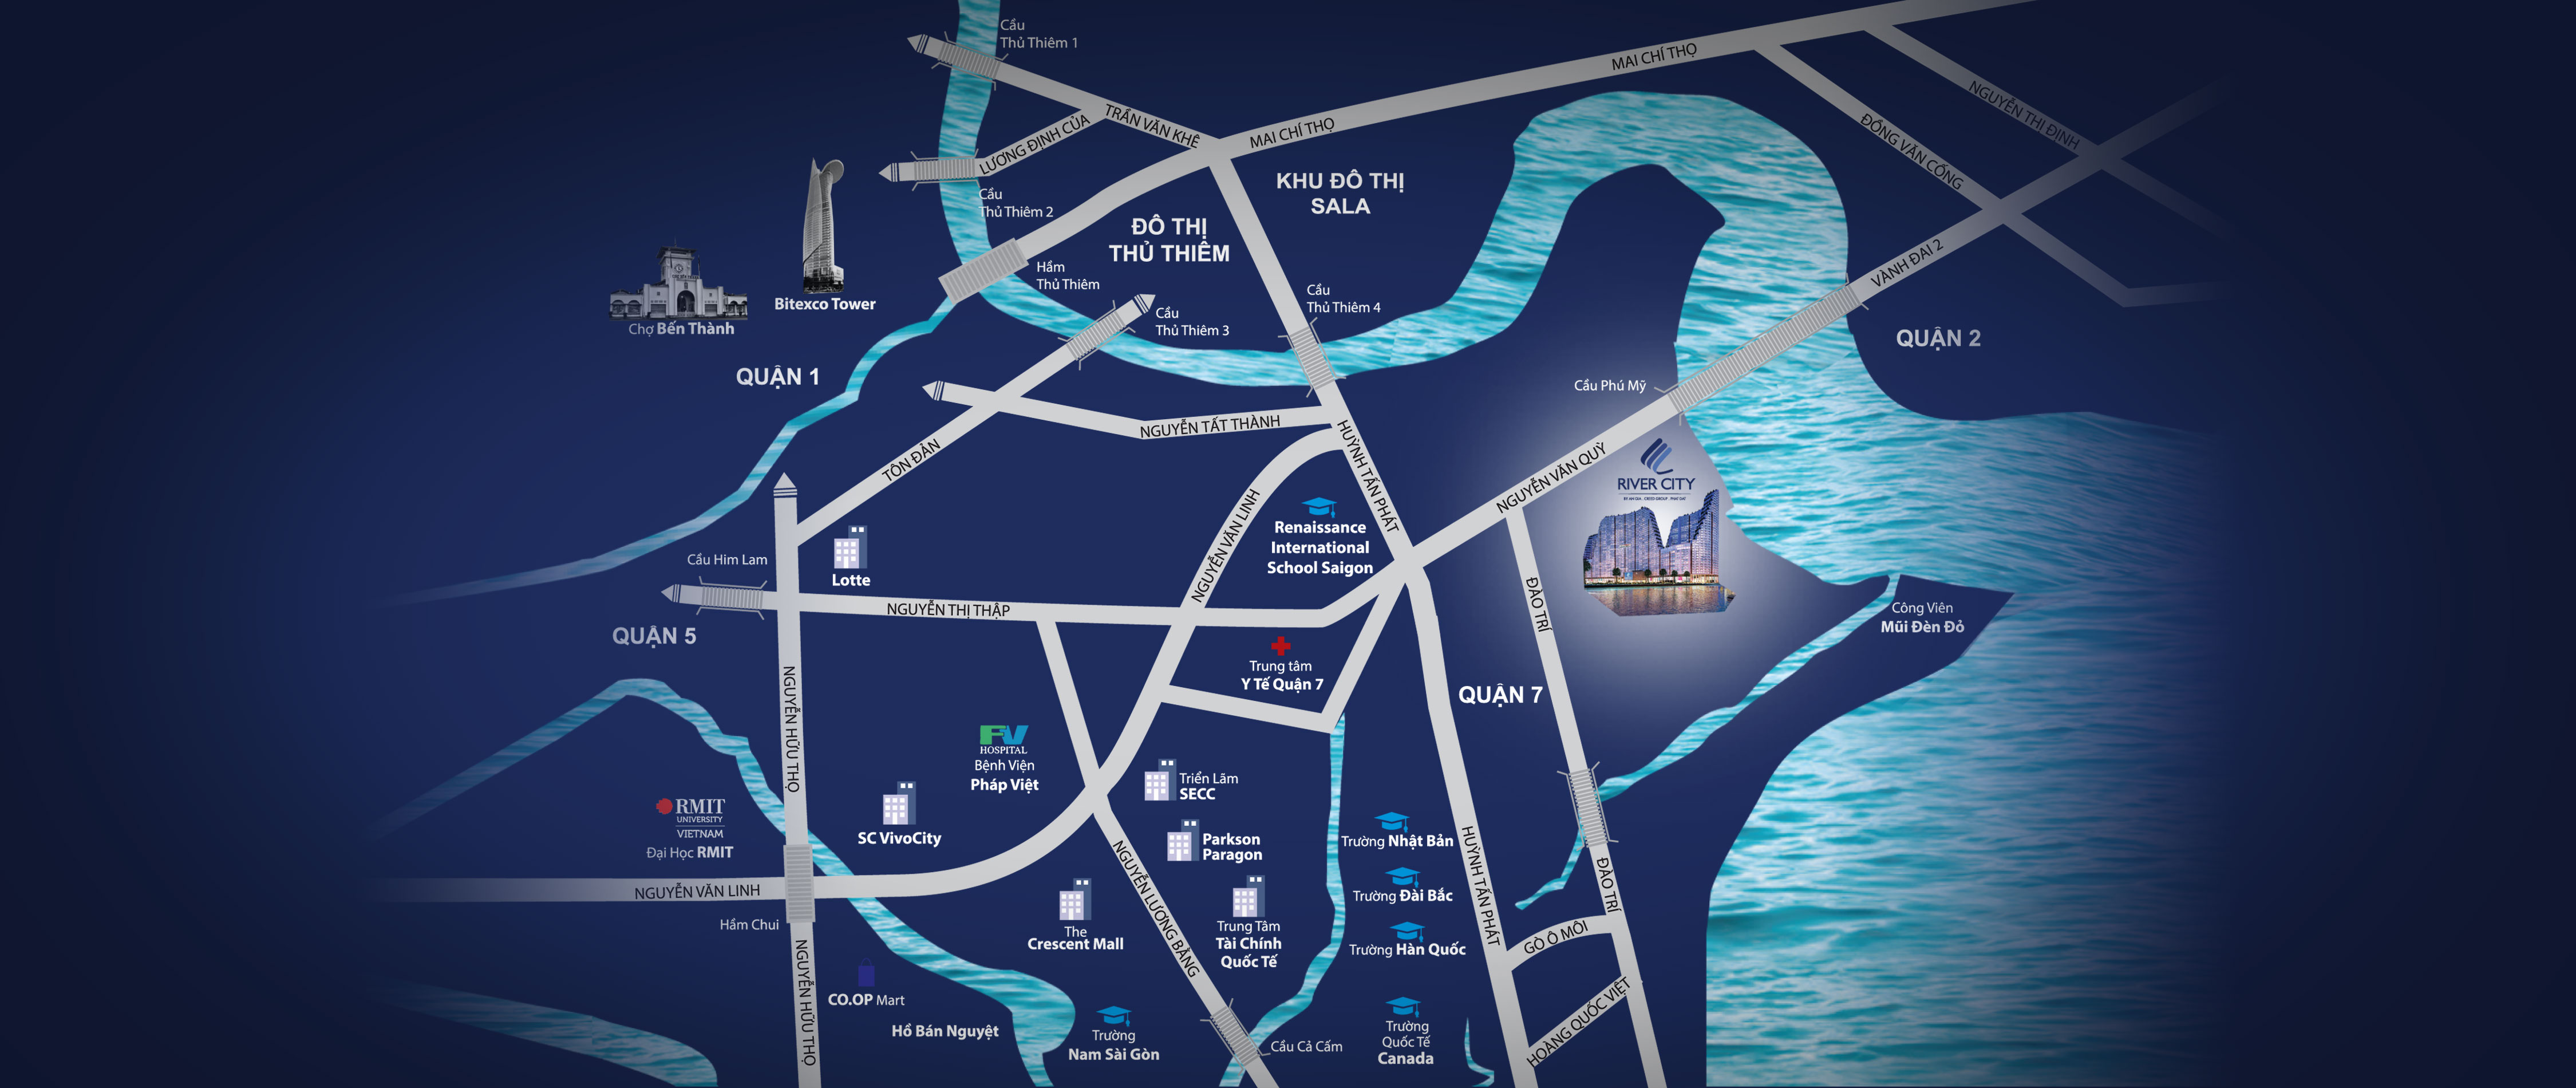 Cầu
Thủ Thiêm 1
MAI CHÍ THỌ
NGUYỄN THỊ ĐỊNH
TRẦN VĂN KHÊ
LƯƠNG ĐỊNH CỦA
MAI CHÍ THỌ
ĐỒNG VĂN CỐNG
KHU ĐÔ THỊ
SALA
Cầu
Thủ Thiêm 2
ĐÔ THỊ
THỦ THIÊM
VÀNH ĐAI 2
Hầm
Thủ Thiêm
Bitexco Tower
Chợ Bến Thành
Cầu
Thủ Thiêm 3
Cầu
Thủ Thiêm 4
QUẬN 2
QUẬN 1
Cầu Phú Mỹ
NGUYỄN TẤT THÀNH
TÔN ĐẢN
HUỲNH TẤN PHÁT
NGUYỄN VĂN QUỲ
RIVER CITY
BY AN GIA . CREED GROUP . PHAT DAT
NGUYỄN VĂN LINH
Renaissance
International
School Saigon
Cầu Him Lam
Lotte
NGUYỄN THỊ THẬP
ĐÀO TRÍ
Công Viên
Mũi Đèn Đỏ
QUẬN 5
Trung tâm
Y Tế Quận 7
QUẬN 7
NGUYỄN HỮU THỌ
FV
HOSPITAL
Bệnh Viện
Pháp Việt
Triển Lãm
SECC
RMIT
UNIVERSITY
VIETNAM
Đại Học RMIT
SC VivoCity
Parkson
Paragon
Trường Nhật Bản
HUỲNH TẤN PHÁT
ĐÀO TRÍ
NGUYỄN VĂN LINH
Trường Đài Bắc
NGUYỄN LƯƠNG BẰNG
Hầm Chui
The
Crescent Mall
Trung Tâm
Tài Chính
Quốc Tế
Trường Hàn Quốc
GÒ Ô MÔI
NGUYỄN HỮU THỌ
CO.OP Mart
Hồ Bán Nguyệt
Trường
Nam Sài Gòn
Cầu Cả Cấm
Trường
Quốc Tế
Canada
HOÀNG QUỐC VIỆT